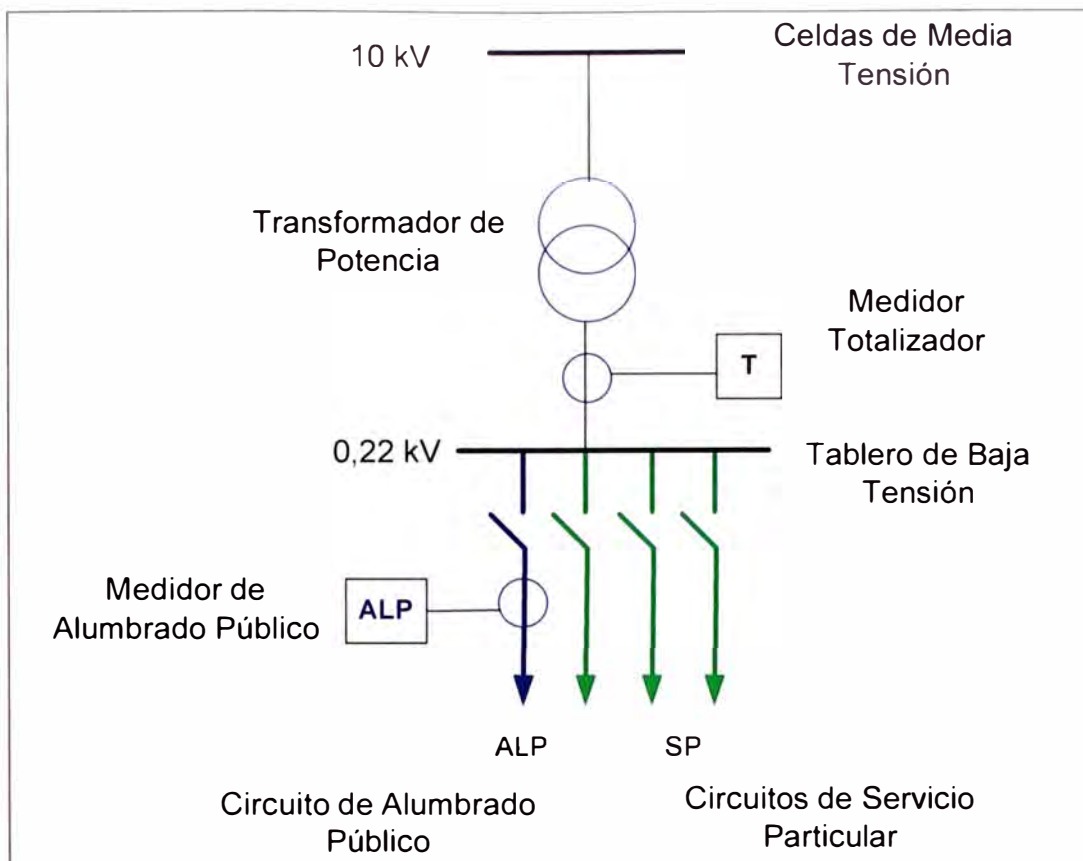 10 kV
Celdas de Media
Tensión
Transformador de
Potencia
Medidor
Totalizador
T
0,22 kV
Tablero de Baja
Tensión
Medidor de
Alumbrado Público
ALP
ALP
SP
Circuito de Alumbrado
Público
Circuitos de Servicio
Particular